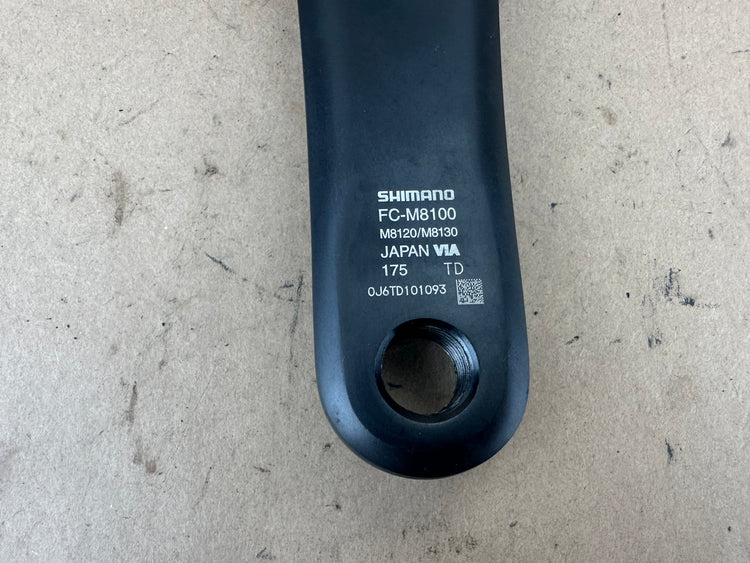 SHIMANO
FC-M8100
M8120/M8130
JAPAN VIA
175 TD
0J6TD101093